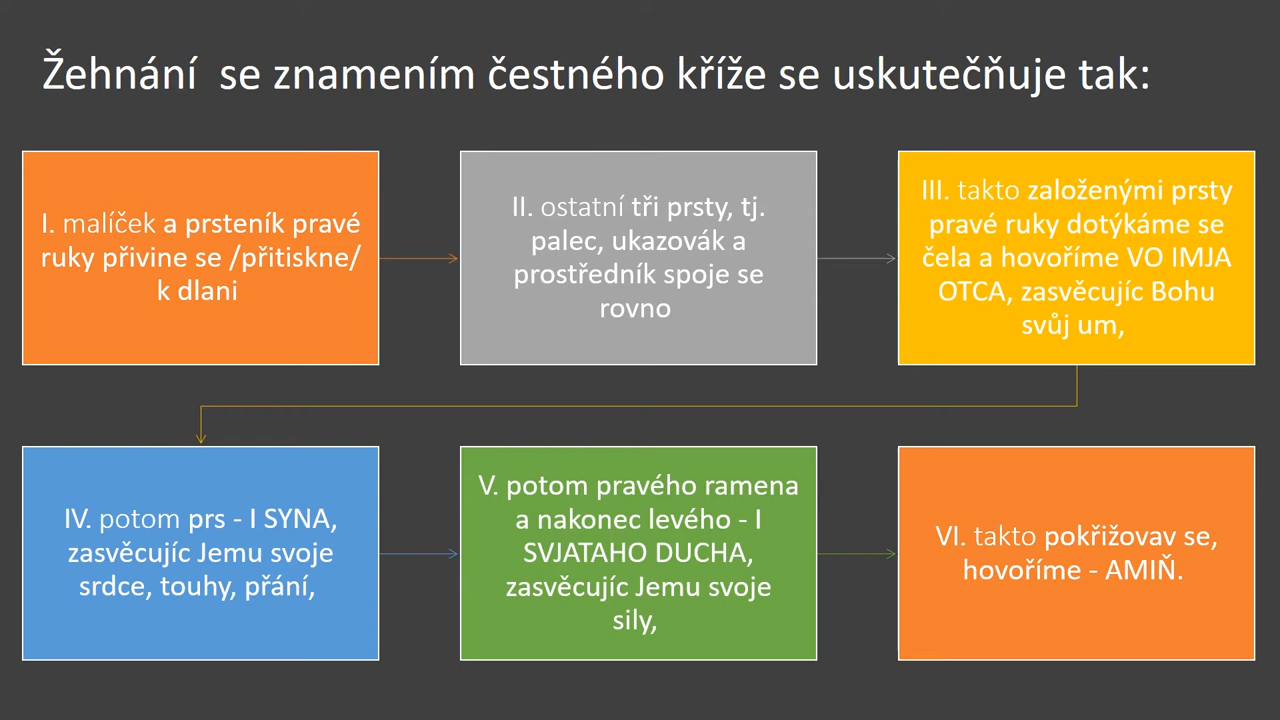 Žehnání se znamením čestného kříže se uskutečňuje tak:
I. malíček a prsteník pravé
ruky přivine se /přitiskne/
k dlani
II. ostatní tři prsty, tj.
palec, ukazovák a
prostředník spoje se
rovno
III. takto založenými prsty
pravé ruky dotýkáme se
čela a hovoříme VO IMJA
OTCA, zasvěcujíc Bohu
svůj um,
IV. potom prs - I SYNA,
zasvěcujíc Jemu svoje
srdce, touhy, přání,
V. potom pravého ramena
a nakonec levého - I
SVJATAHO DUCHA,
zasvěcujíc Jemu svoje
sily,
VI. takto pokřižovav se,
hovoříme - AMIŇ.